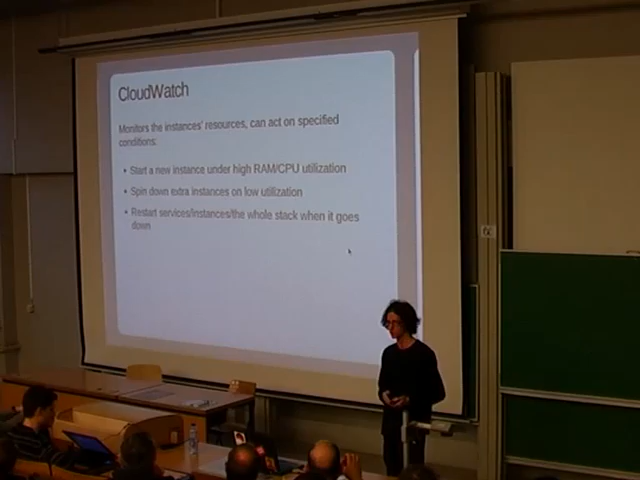 CloudWatch
Monitors the instances' resources, can act on specified
conditions:
• Start a new instance under high RAM/CPU utilization
• Spin down extra instances on low utilization
• Restart services/instances/the whole stack when it goes
down